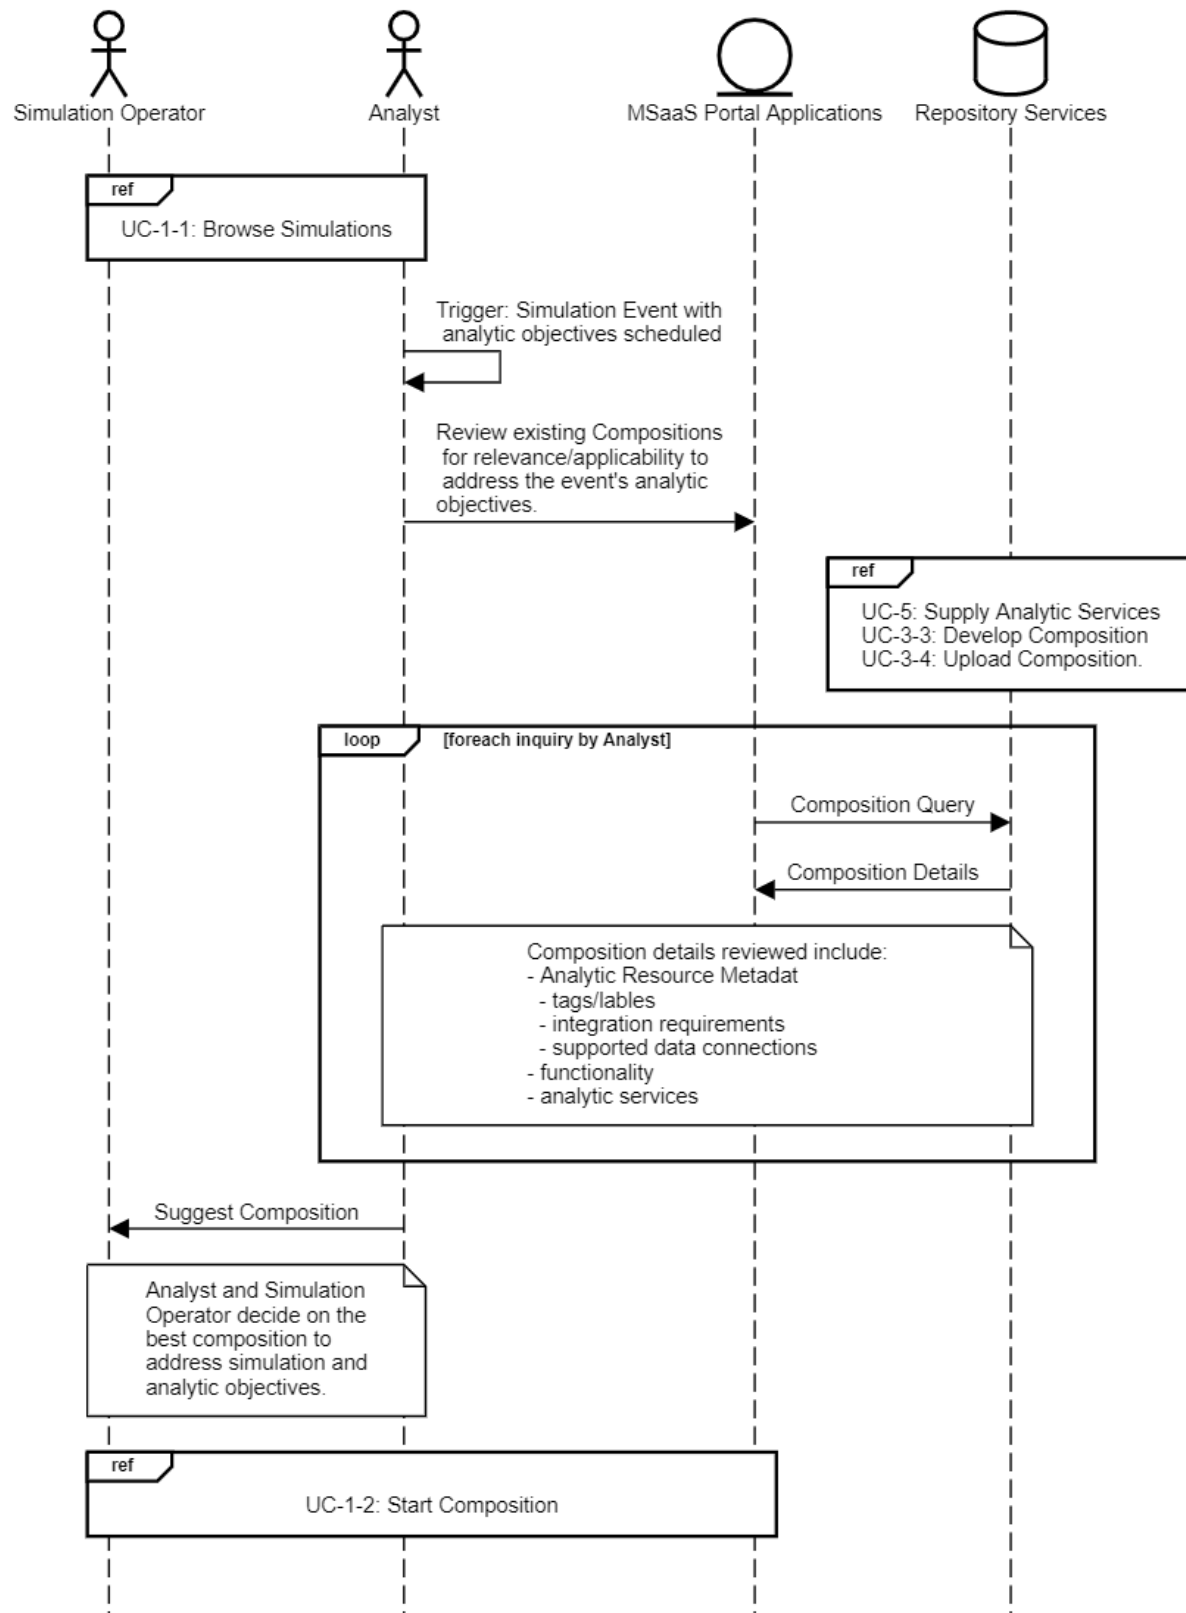 Simulation Operator
Analyst
MSaaS Portal Applications
Repository Services
ref
UC-1-1: Browse Simulations
Trigger: Simulation Event with
analytic objectives scheduled
Review existing Compositions
for relevance/applicability to
address the event's analytic
objectives.
ref
UC-5: Supply Analytic Services
UC-3-3: Develop Composition
UC-3-4: Upload Composition.
loop
[foreach inquiry by Analyst]
Composition Query
Composition Details
Composition details reviewed include:
- Analytic Resource Metadat
- tags/lables
- integration requirements
- supported data connections
- functionality
- analytic services
Suggest Composition
Analyst and Simulation
Operator decide on the
best composition to
address simulation and
analytic objectives.
ref
UC-1-2: Start Composition